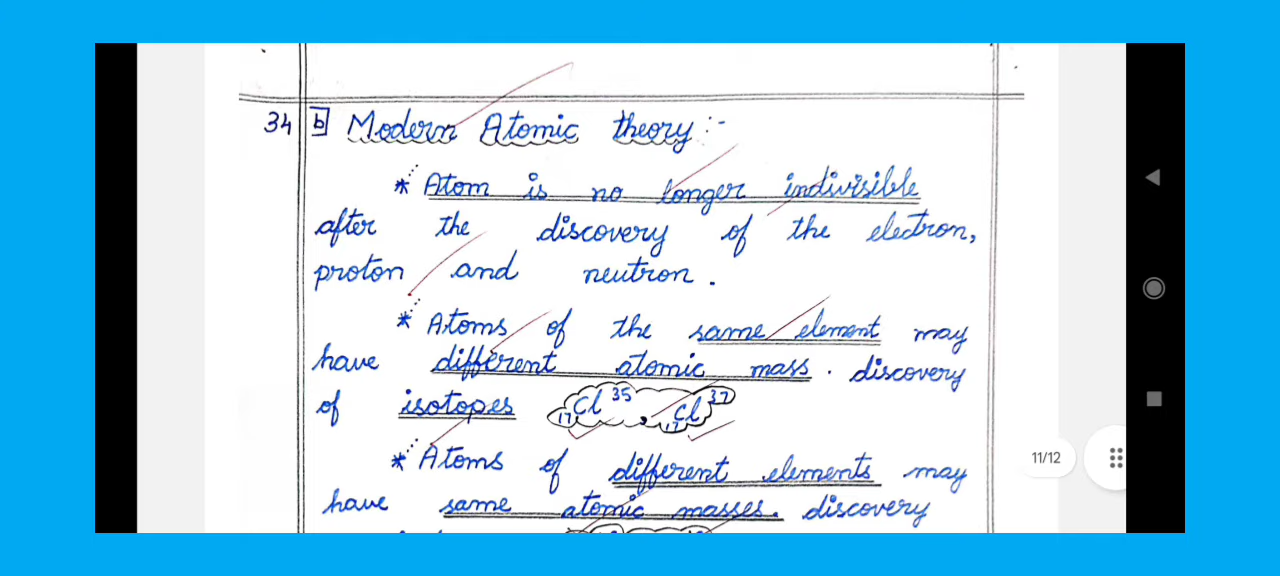 34 b Modern Atomic theory :-
* Atom is no longer indivisible
after the discovery of the electron,
proton and neutron .
* Atoms of the same element may
have different atomic mass . discovery
of isotopes 17Cl35 , 17Cl37
* Atoms of different elements may
have same atomic masses. discovery
11/12